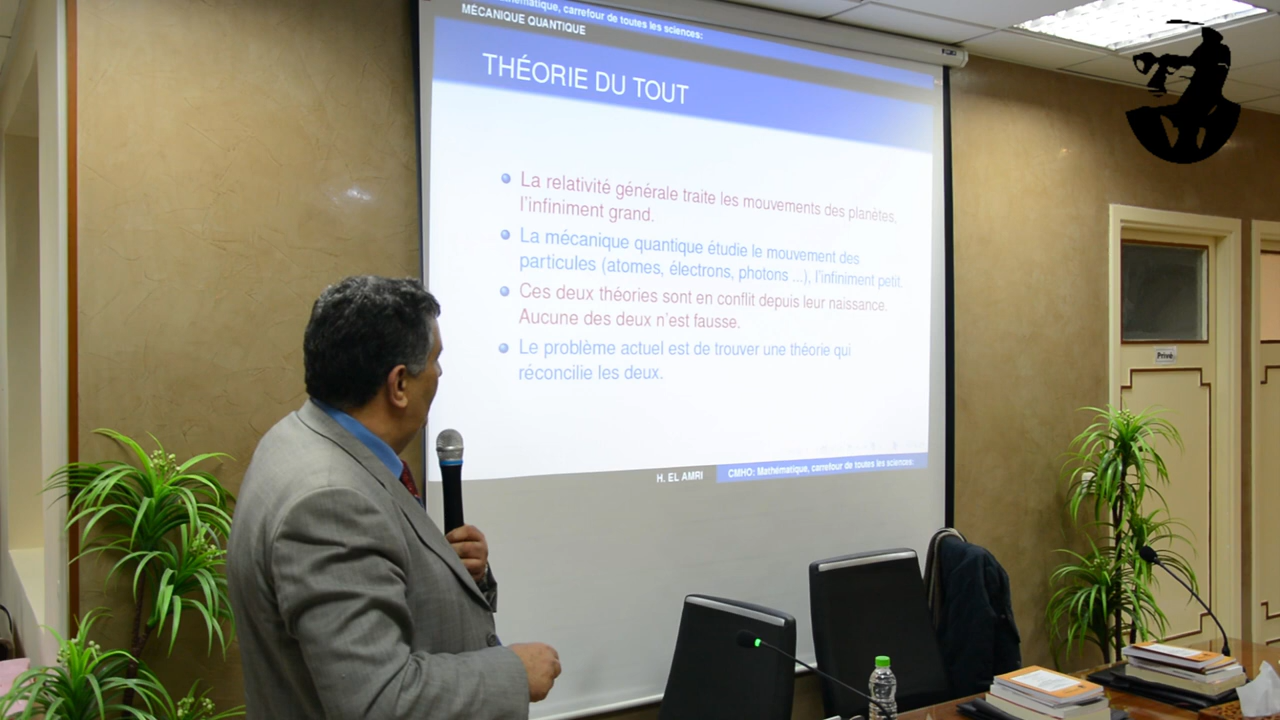 Mathématique, carrefour de toutes les sciences:
MÉCANIQUE QUANTIQUE
THÉORIE DU TOUT
La relativité générale traite les mouvements des planètes,
l'infiniment grand.
La mécanique quantique étudie le mouvement des
particules (atomes, électrons, photons ...), l'infiniment petit.
Ces deux théories sont en conflit depuis leur naissance.
Aucune des deux n'est fausse.
Le problème actuel est de trouver une théorie qui
réconcilie les deux.
H. EL AMRI
CMHO: Mathématique, carrefour de toutes les sciences:
Privé